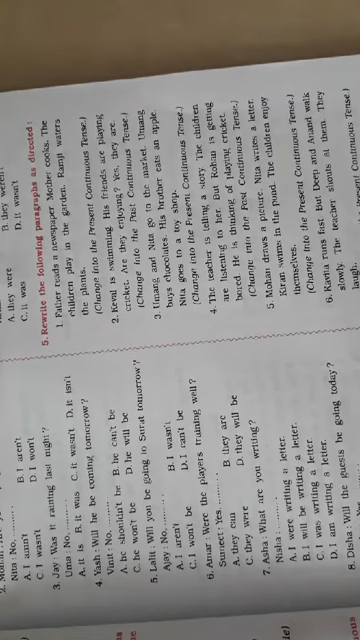 Nita : No, ........
A. amn't B. I aren't
C. I wasn't D. I won't
3. Jay : Was it raining last night?
Uma : No, ........
A. it is B. it was C. it wasn't D. it isn't
4. Yash : Will he be coming tomorrow?
Vinit : No, ........
A. he shouldn't be B. he can't be
C. he won't be D. he will be
5. Lalit : Will you be going to Surat tomorrow?
Ajay : No, ........
A. I aren't B. I wasn't
C. I won't be D. I can't be
6. Amar : Were the players training well?
Sumeet : Yes, ........
A. they can B. they are
C. they were D. they will be
7. Asha : What are you writing?
Nisha : ........
A. I were writing a letter.
B. I will be writing a letter.
C. I was writing a letter.
D. I am writing a letter.
8. Disha : Will the guests be going today?
A. they were B. they weren't
C. it was D. it wasn't
5. Rewrite the following paragraphs as directed :
1. Father reads a newspaper. Mother cooks. The
children play in the garden. Ramji waters
the plants.
(Change into the Present Continuous Tense.)
2. Keval is swimming. His friends are playing
cricket. Are they enjoying? Yes, they are.
(Change into the Past Continuous Tense.)
3. Umang and Nita go to the market. Umang
buys chocolates. His brother eats an apple.
Nita goes to a toy shop.
(Change into the Present Continuous Tense.)
4. The teacher is telling a story. The children
are listening to her. But Rohan is getting
bored. He is thinking of playing cricket.
(Change into the Past Continuous Tense.)
5. Mohan draws a picture. Nita writes a letter.
Kiran swims in the pond. The children enjoy
themselves.
(Change into the Present Continuous Tense.)
6. Kavita runs fast but Deep and Anand walk
slowly. The teacher shouts at them. They
laugh.
Present Continuous Tense.)